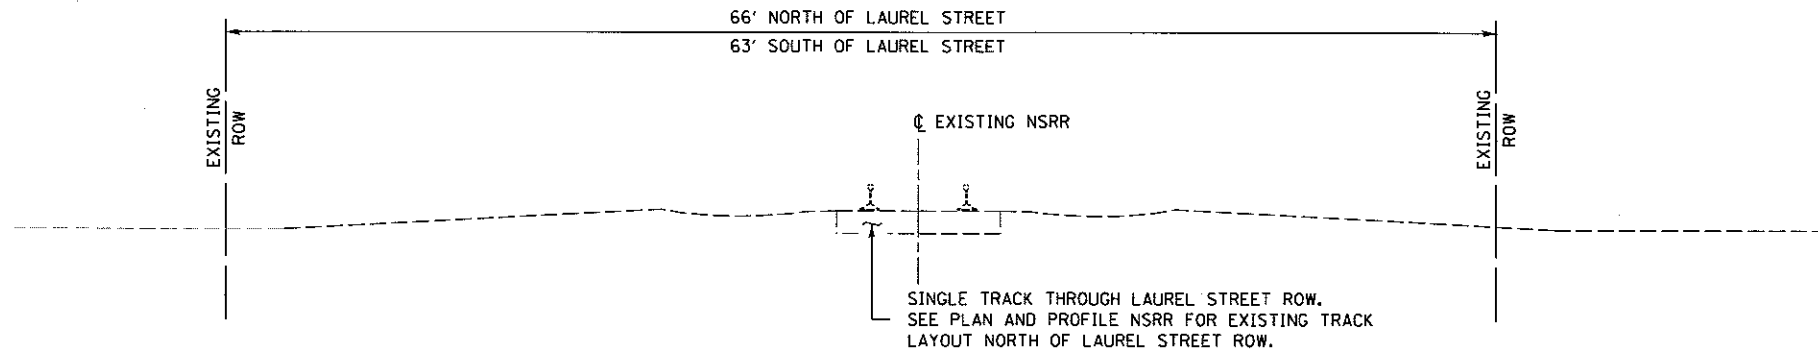 66' NORTH OF LAUREL STREET
63' SOUTH OF LAUREL STREET
EXISTING
ROW
℄ EXISTING NSRR
EXISTING
ROW
SINGLE TRACK THROUGH LAUREL STREET ROW.
SEE PLAN AND PROFILE NSRR FOR EXISTING TRACK
LAYOUT NORTH OF LAUREL STREET ROW.